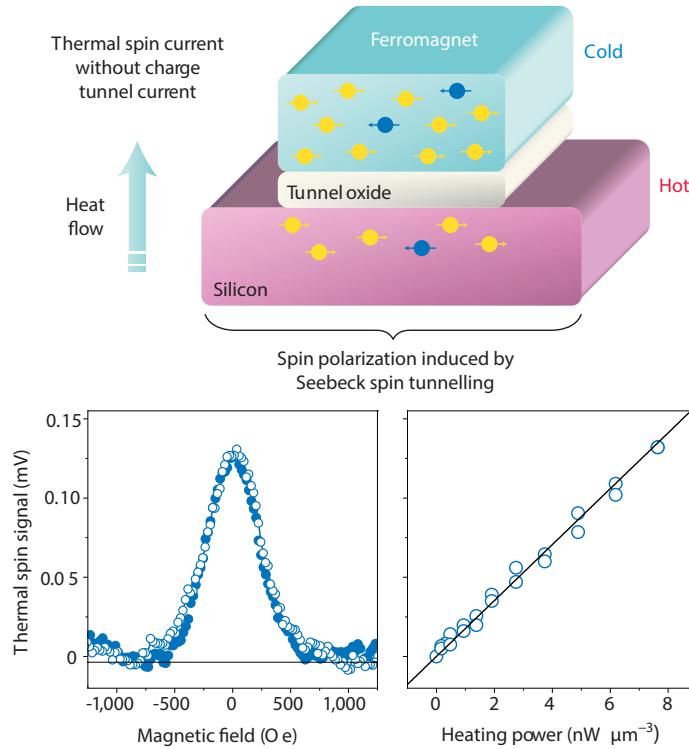 Thermal spin current
without charge
tunnel current
Ferromagnet
Cold
Heat
flow
Tunnel oxide
Hot
Silicon
Spin polarization induced by
Seebeck spin tunnelling
Thermal spin signal (mV)
0.15
0.10
0.0 5
0
-1,000 -500 0 500 1,000
Magnetic field (O e)
0 2 4 6 8
Heating power (nW μm⁻³)